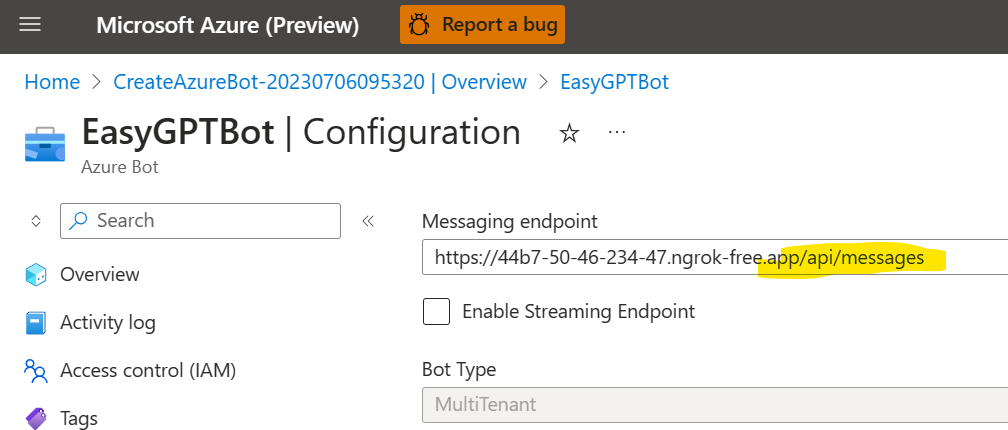 Microsoft Azure (Preview) Report a bug
Home > CreateAzureBot-20230706095320 | Overview > EasyGPTBot
EasyGPTBot | Configuration
Azure Bot
Search
Overview
Activity log
Access control (IAM)
Tags
Messaging endpoint
https://44b7-50-46-234-47.ngrok-free.app/api/messages
Enable Streaming Endpoint
Bot Type
MultiTenant